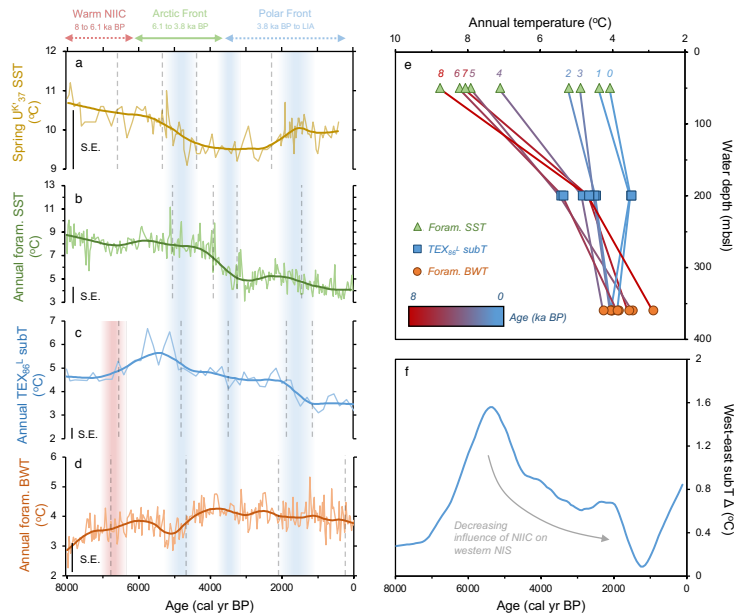 Warm NIIC
8 to 6.1 ka BP
Arctic Front
6.1 to 3.8 ka BP
Polar Front
3.8 ka BP to LIA
a
Spring U^K'_37 SST
(°C)
12
11
10
9
S.E.
b
Annual foram. SST
(°C)
13
11
9
7
5
3
S.E.
c
Annual TEX86^L subT
(°C)
7
6
5
4
3
2
S.E.
d
Annual foram. BWT
(°C)
6
5
4
3
2
S.E.
8000 6000 4000 2000 0
Age (cal yr BP)
Annual temperature (°C)
10 8 6 4 2
e
8 6 7 5 4 2 3 1 0
Foram. SST
TEX86^L subT
Foram. BWT
8 0
Age (ka BP)
0
100
200
300
400
Water depth (mbsl)
f
Decreasing
influence of NIIC on
western NIS
2
1.6
1.2
0.8
0.4
0
West-east subT Δ (°C)
8000 6000 4000 2000 0
Age (cal yr BP)